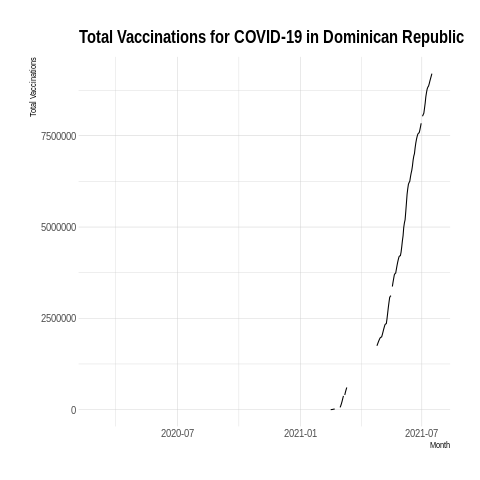 Total Vaccinations for COVID-19 in Dominican Republic
Total Vaccinations
7500000
5000000
2500000
0
2020-07
2021-01
2021-07
Month